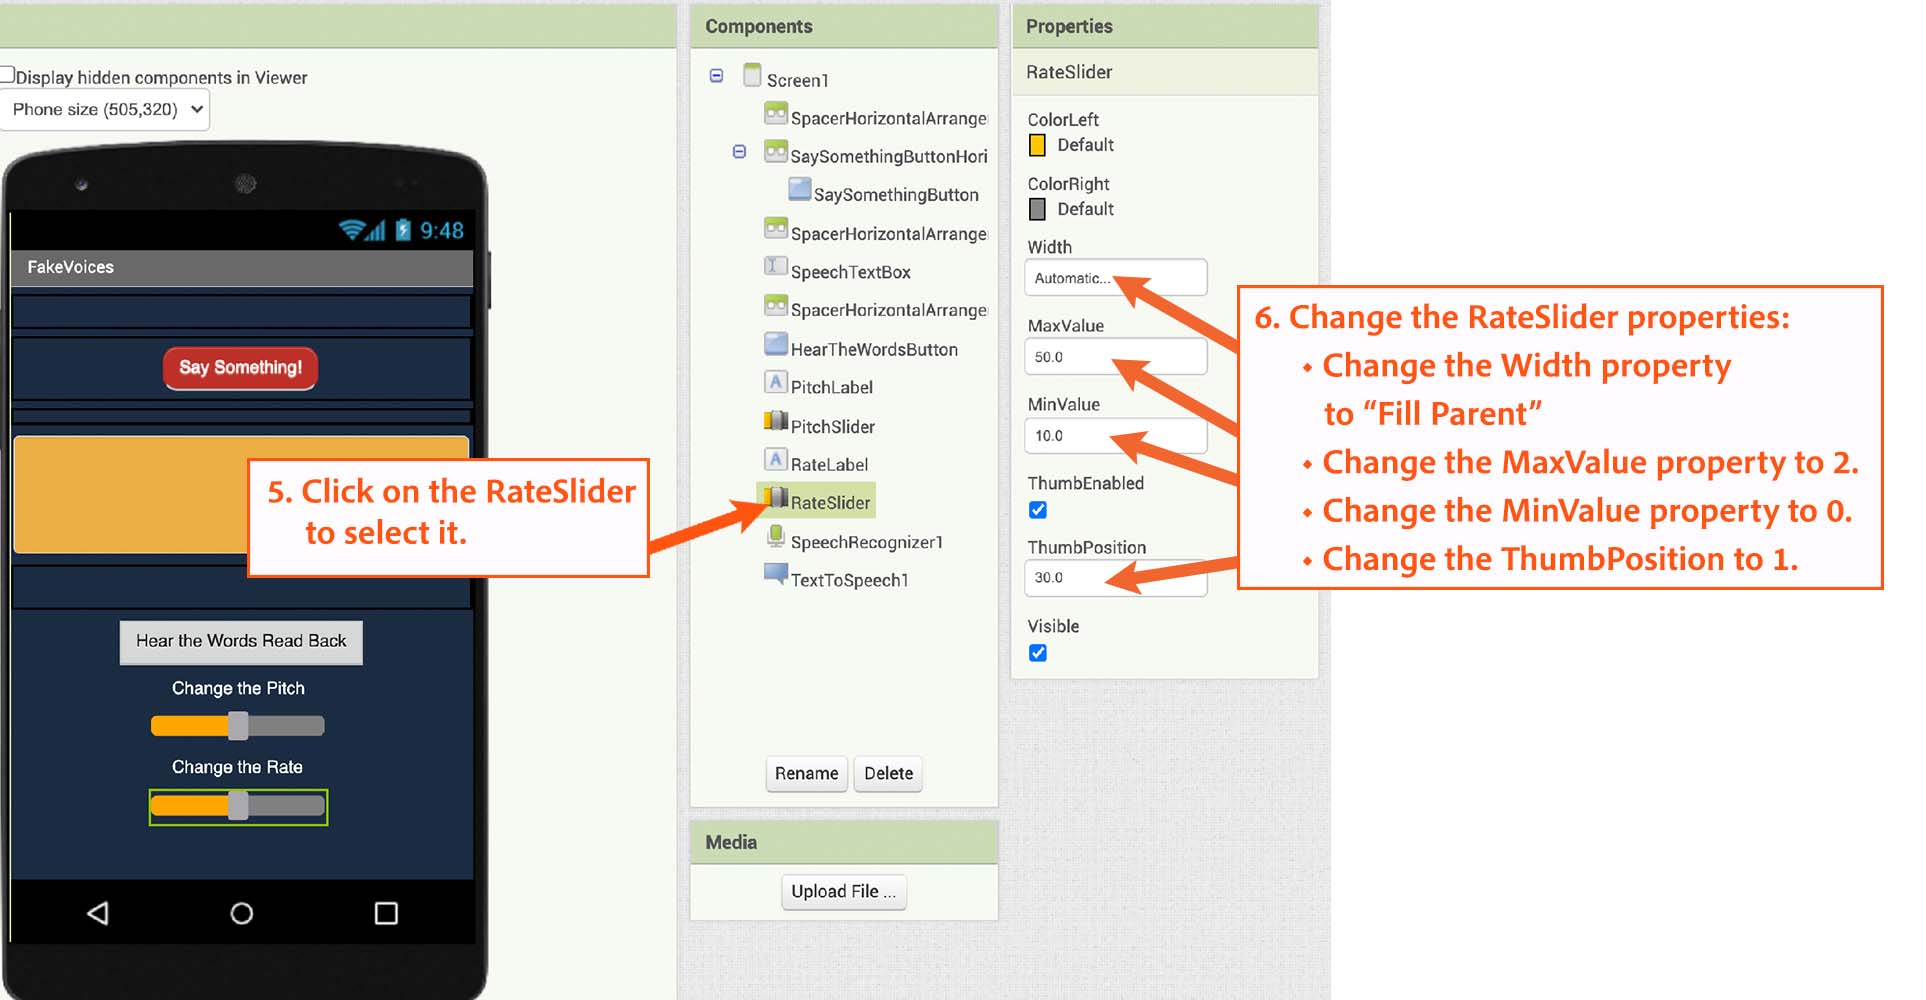 Display hidden components in Viewer
Phone size (505,320)
9:48
FakeVoices
Say Something!
Hear the Words Read Back
Change the Pitch
Change the Rate
5. Click on the RateSlider
to select it.
Components
Screen1
SpacerHorizontalArrange
SaySomethingButtonHori
SaySomethingButton
SpacerHorizontalArrange
SpeechTextBox
SpacerHorizontalArrange
HearTheWordsButton
A PitchLabel
PitchSlider
A RateLabel
RateSlider
SpeechRecognizer1
TextToSpeech1
Rename Delete
Media
Upload File ...
Properties
RateSlider
ColorLeft
Default
ColorRight
Default
Width
Automatic...
MaxValue
50.0
MinValue
10.0
ThumbEnabled
ThumbPosition
30.0
Visible
6. Change the RateSlider properties:
• Change the Width property
to “Fill Parent”
• Change the MaxValue property to 2.
• Change the MinValue property to 0.
• Change the ThumbPosition to 1.